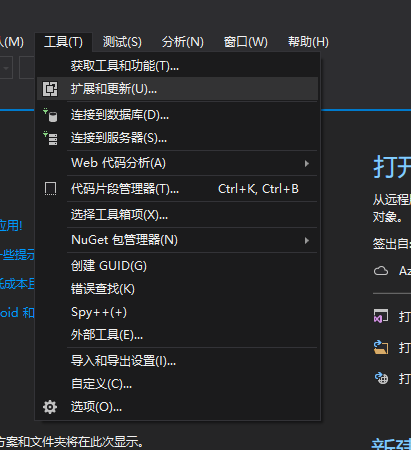 (M) 工具(T) 测试(S) 分析(N) 窗口(W) 帮助(H)
获取工具和功能(T)...
扩展和更新(U)...
连接到数据库(D)...
连接到服务器(S)...
Web 代码分析(A)
代码片段管理器(T)... Ctrl+K, Ctrl+B
选择工具箱项(X)...
NuGet 包管理器(N)
创建 GUID(G)
错误查找(K)
Spy++(+)
外部工具(E)...
导入和导出设置(I)...
自定义(C)...
选项(O)...
应用!
一些提示
低成本且
oid 和
方案和文件夹将在此次显示。
打开
从远程
对象。
签出自:
Az
打
打
打
新建